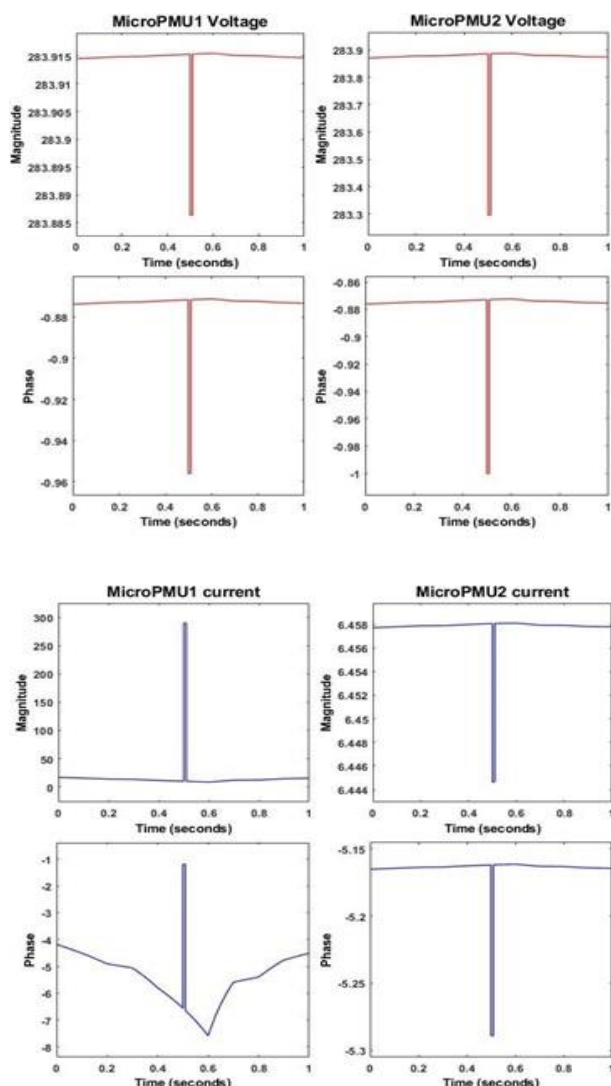 MicroPMU1 Voltage
283.915
283.91
283.905
283.9
283.895
283.89
283.885
Magnitude
0 0.2 0.4 0.6 0.8 1
Time (seconds)
MicroPMU2 Voltage
283.9
283.8
283.7
283.6
283.5
283.4
283.3
Magnitude
0 0.2 0.4 0.6 0.8 1
Time (seconds)
-0.88
-0.9
-0.92
-0.94
-0.96
Phase
0 0.2 0.4 0.6 0.8 1
Time (seconds)
-0.86
-0.88
-0.9
-0.92
-0.94
-0.96
-0.98
-1
Phase
0 0.2 0.4 0.6 0.8 1
Time (seconds)
MicroPMU1 current
300
250
200
150
100
50
0
Magnitude
0 0.2 0.4 0.6 0.8 1
Time (seconds)
MicroPMU2 current
6.458
6.456
6.454
6.452
6.45
6.448
6.446
6.444
Magnitude
0 0.2 0.4 0.6 0.8 1
Time (seconds)
-1
-2
-3
-4
-5
-6
-7
-8
Phase
0 0.2 0.4 0.6 0.8 1
Time (seconds)
-5.15
-5.2
-5.25
-5.3
Phase
0 0.2 0.4 0.6 0.8 1
Time (seconds)